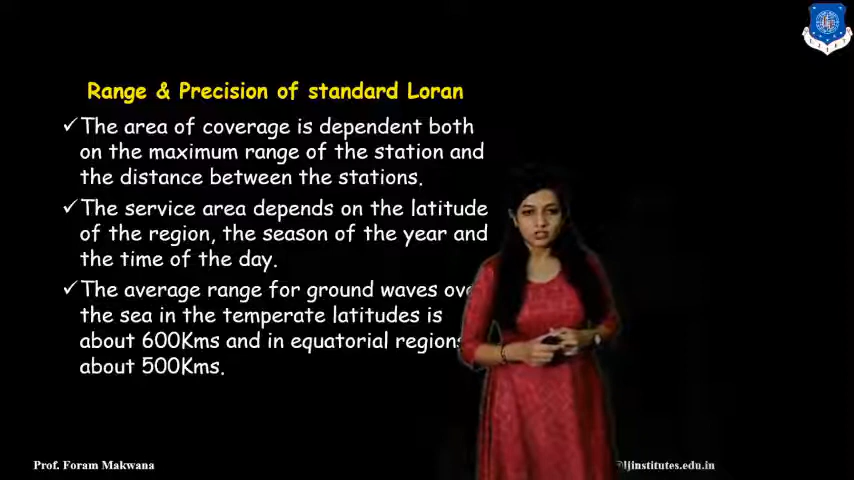 Range & Precision of standard Loran
✓The area of coverage is dependent both
on the maximum range of the station and
the distance between the stations.
✓The service area depends on the latitude
of the region, the season of the year and
the time of the day.
✓The average range for ground waves ov
the sea in the temperate latitudes is
about 600Kms and in equatorial regions
about 500Kms.
Prof. Foram Makwana
@ljinstitutes.edu.in